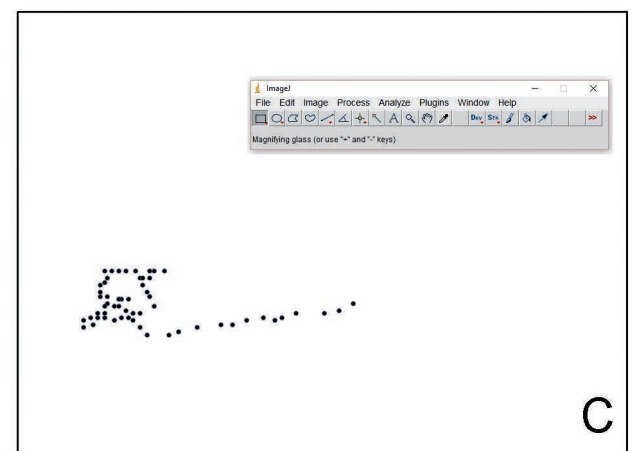 ImageJ
File Edit Image Process Analyze Plugins Window Help
A Dev Stk >>
Magnifying glass (or use "+" and "-" keys)
C